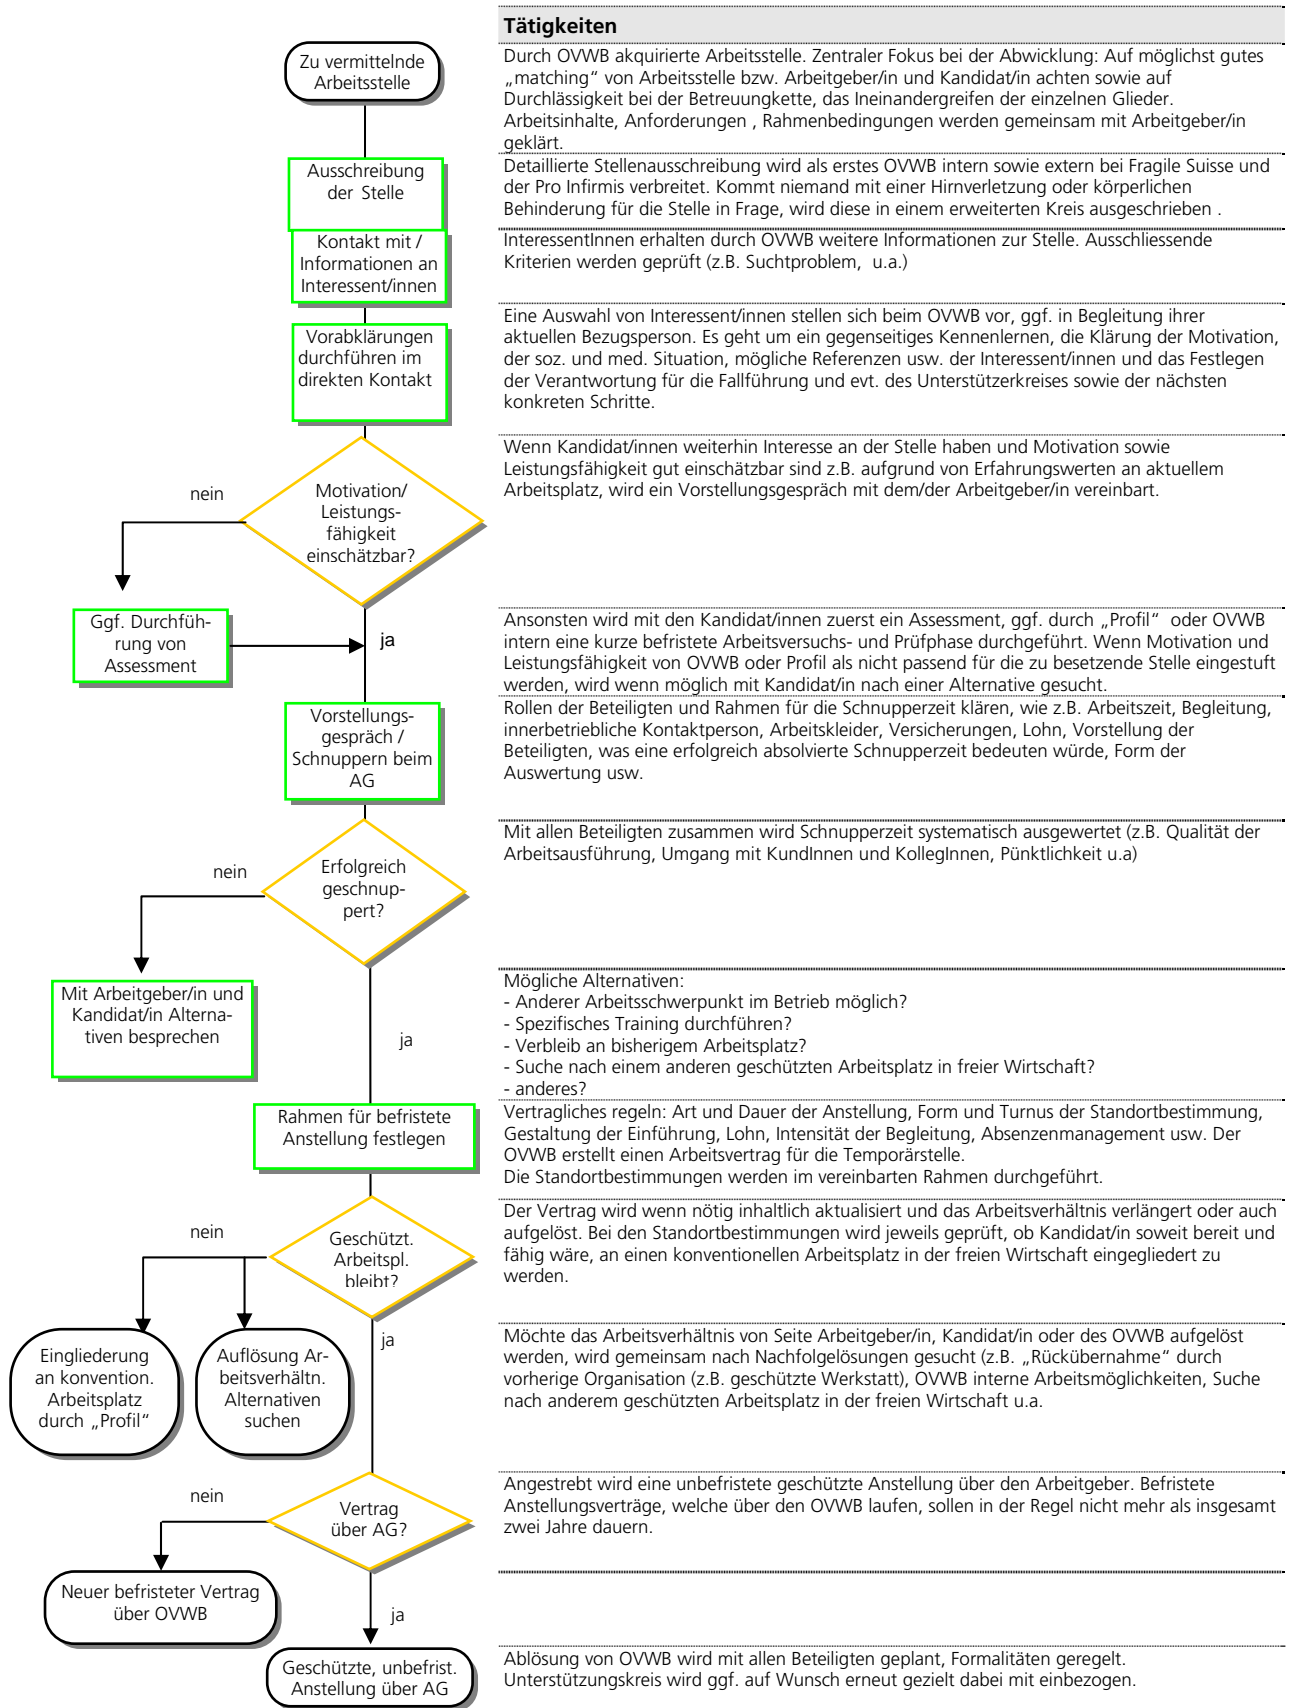 Tätigkeiten
Zu vermittelnde
Arbeitsstelle
Durch OVWB akquirierte Arbeitsstelle. Zentraler Fokus bei der Abwicklung: Auf möglichst gutes
„matching“ von Arbeitsstelle bzw. Arbeitgeber/in und Kandidat/in achten sowie auf
Durchlässigkeit bei der Betreuungkette, das Ineinandergreifen der einzelnen Glieder.
Arbeitsinhalte, Anforderungen , Rahmenbedingungen werden gemeinsam mit Arbeitgeber/in
geklärt.
Ausschreibung
der Stelle
Detaillierte Stellenausschreibung wird als erstes OVWB intern sowie extern bei Fragile Suisse und
der Pro Infirmis verbreitet. Kommt niemand mit einer Hirnverletzung oder körperlichen
Behinderung für die Stelle in Frage, wird diese in einem erweiterten Kreis ausgeschrieben .
Kontakt mit /
Informationen an
Interessent/innen
InteressentInnen erhalten durch OVWB weitere Informationen zur Stelle. Ausschliessende
Kriterien werden geprüft (z.B. Suchtproblem, u.a.)
Vorabklärungen
durchführen im
direkten Kontakt
Eine Auswahl von Interessent/innen stellen sich beim OVWB vor, ggf. in Begleitung ihrer
aktuellen Bezugsperson. Es geht um ein gegenseitiges Kennenlernen, die Klärung der Motivation,
der soz. und med. Situation, mögliche Referenzen usw. der Interessent/innen und das Festlegen
der Verantwortung für die Fallführung und evt. des Unterstützerkreises sowie der nächsten
konkreten Schritte.
nein
Motivation/
Leistungs-
fähigkeit
einschätzbar?
Wenn Kandidat/innen weiterhin Interesse an der Stelle haben und Motivation sowie
Leistungsfähigkeit gut einschätzbar sind z.B. aufgrund von Erfahrungswerten an aktuellem
Arbeitsplatz, wird ein Vorstellungsgespräch mit dem/der Arbeitgeber/in vereinbart.
Ggf. Durchfüh-
rung von
Assessment
ja
Ansonsten wird mit den Kandidat/innen zuerst ein Assessment, ggf. durch „Profil“ oder OVWB
intern eine kurze befristete Arbeitsversuchs- und Prüfphase durchgeführt. Wenn Motivation und
Leistungsfähigkeit von OVWB oder Profil als nicht passend für die zu besetzende Stelle eingestuft
werden, wird wenn möglich mit Kandidat/in nach einer Alternative gesucht.
Vorstellungs-
gespräch /
Schnuppern beim
AG
Rollen der Beteiligten und Rahmen für die Schnupperzeit klären, wie z.B. Arbeitszeit, Begleitung,
innerbetriebliche Kontaktperson, Arbeitskleider, Versicherungen, Lohn, Vorstellung der
Beteiligten, was eine erfolgreich absolvierte Schnupperzeit bedeuten würde, Form der
Auswertung usw.
nein
Erfolgreich
geschnup-
pert?
Mit allen Beteiligten zusammen wird Schnupperzeit systematisch ausgewertet (z.B. Qualität der
Arbeitsausführung, Umgang mit KundInnen und KollegInnen, Pünktlichkeit u.a)
Mit Arbeitgeber/in und
Kandidat/in Alterna-
tiven besprechen
ja
Mögliche Alternativen:
- Anderer Arbeitsschwerpunkt im Betrieb möglich?
- Spezifisches Training durchführen?
- Verbleib an bisherigem Arbeitsplatz?
- Suche nach einem anderen geschützten Arbeitsplatz in freier Wirtschaft?
- anderes?
Rahmen für befristete
Anstellung festlegen
Vertragliches regeln: Art und Dauer der Anstellung, Form und Turnus der Standortbestimmung,
Gestaltung der Einführung, Lohn, Intensität der Begleitung, Absenzenmanagement usw. Der
OVWB erstellt einen Arbeitsvertrag für die Temporärstelle.
Die Standortbestimmungen werden im vereinbarten Rahmen durchgeführt.
nein
Geschützt.
Arbeitspl.
bleibt?
Der Vertrag wird wenn nötig inhaltlich aktualisiert und das Arbeitsverhältnis verlängert oder auch
aufgelöst. Bei den Standortbestimmungen wird jeweils geprüft, ob Kandidat/in soweit bereit und
fähig wäre, an einen konventionellen Arbeitsplatz in der freien Wirtschaft eingegliedert zu
werden.
Eingliederung
an konvention.
Arbeitsplatz
durch „Profil“
Auflösung Ar-
beitsverhältn.
Alternativen
suchen
ja
Möchte das Arbeitsverhältnis von Seite Arbeitgeber/in, Kandidat/in oder des OVWB aufgelöst
werden, wird gemeinsam nach Nachfolgelösungen gesucht (z.B. „Rückübernahme“ durch
vorherige Organisation (z.B. geschützte Werkstatt), OVWB interne Arbeitsmöglichkeiten, Suche
nach anderem geschützten Arbeitsplatz in der freien Wirtschaft u.a.
nein
Vertrag
über AG?
Angestrebt wird eine unbefristete geschützte Anstellung über den Arbeitgeber. Befristete
Anstellungsverträge, welche über den OVWB laufen, sollen in der Regel nicht mehr als insgesamt
zwei Jahre dauern.
Neuer befristeter Vertrag
über OVWB
ja
Geschützte, unbefrist.
Anstellung über AG
Ablösung von OVWB wird mit allen Beteiligten geplant, Formalitäten geregelt.
Unterstützungskreis wird ggf. auf Wunsch erneut gezielt dabei mit einbezogen.